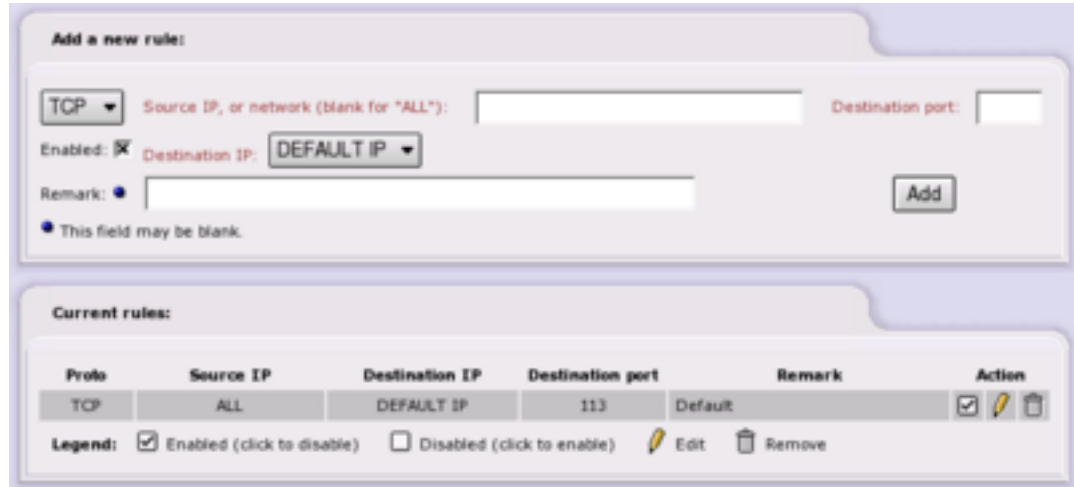 Add a new rule:
TCP Source IP, or network (blank for "ALL"): Destination port:
Enabled: Destination IP: DEFAULT IP
Remark: Add
This field may be blank.
Current rules:
Proto Source IP Destination IP Destination port Remark Action
TCP ALL DEFAULT IP 113 Default
Legend: Enabled (click to disable) Disabled (click to enable) Edit Remove